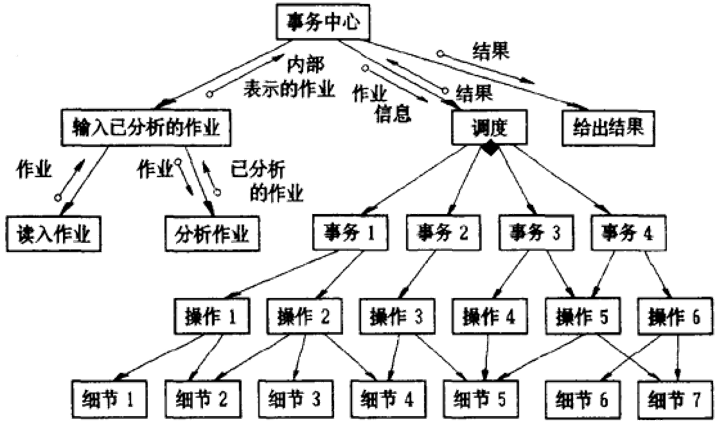 事务中心
结果
内部
表示的作业
作业
信息
结果
输入已分析的作业
调度
给出结果
作业
作业
已分析
的作业
读入作业
分析作业
事务 1
事务 2
事务 3
事务 4
操作 1
操作 2
操作 3
操作 4
操作 5
操作 6
细节 1
细节 2
细节 3
细节 4
细节 5
细节 6
细节 7